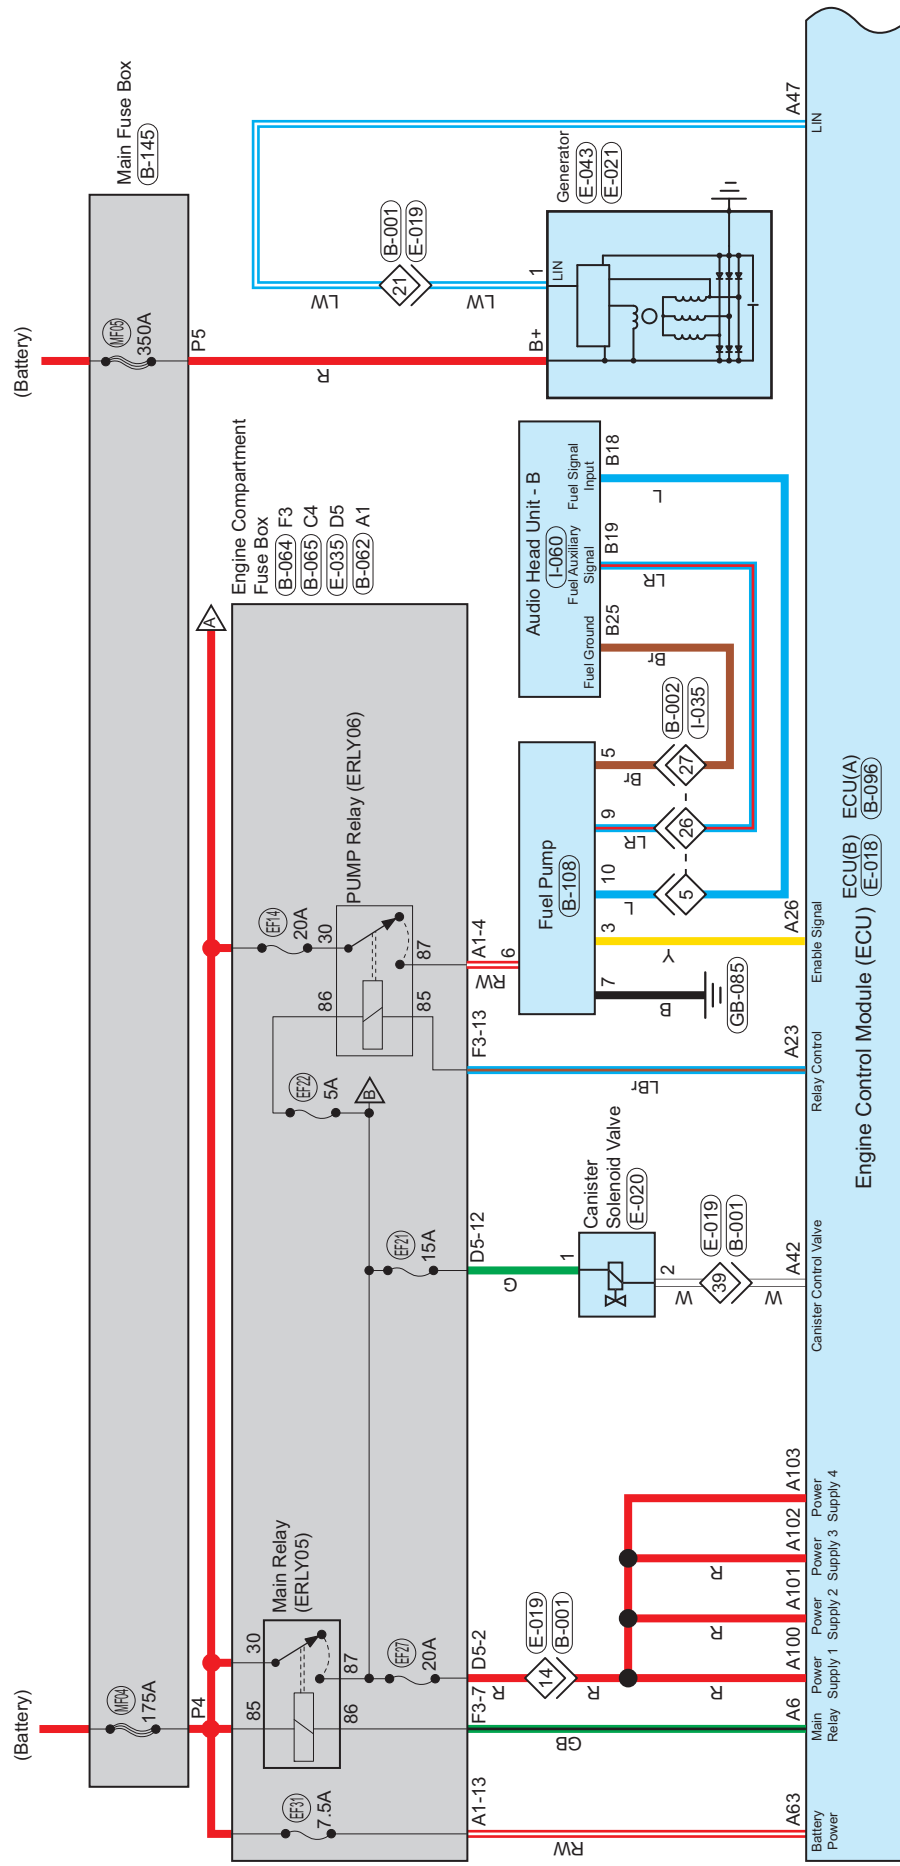 (Battery)
(Battery)
MF04
175A
MF05
350A
Main Fuse Box
B-145
P4
P5
A
Engine Compartment
Fuse Box
B-064 F3
B-065 C4
E-035 D5
B-062 A1
EF31
7.5A
Main Relay
(ERLY05)
85
30
86
87
EF27
20A
EF21
15A
EF22
5A
B
EF14
20A
PUMP Relay (ERLY06)
86
30
85
87
A1-13
F3-7
D5-2
D5-12
F3-13
A1-4
RW
GB
R
14
E-019
B-001
R
R
R
R
G
1
Canister
Solenoid Valve
E-020
2
W
39
E-019
B-001
W
LBr
RW
6
Fuel Pump
B-108
7
3
10
9
5
B
GB-085
Y
L
LR
Br
5
26
27
B-002
I-035
Audio Head Unit - B
I-060
Fuel Ground
Fuel Auxiliary
Signal
Fuel Signal
Input
B25
B19
B18
Br
LR
L
R
B+
1
LIN
Generator
E-043
E-021
LW
21
B-001
E-019
LW
A63
A6
A100
A101
A102
A103
A42
A23
A26
A47
Battery
Power
Main
Relay
Power
Supply 1
Power
Supply 2
Power
Supply 3
Power
Supply 4
Canister Control Valve
Relay Control
Enable Signal
LIN
Engine Control Module (ECU)
ECU(B)
E-018
ECU(A)
B-096